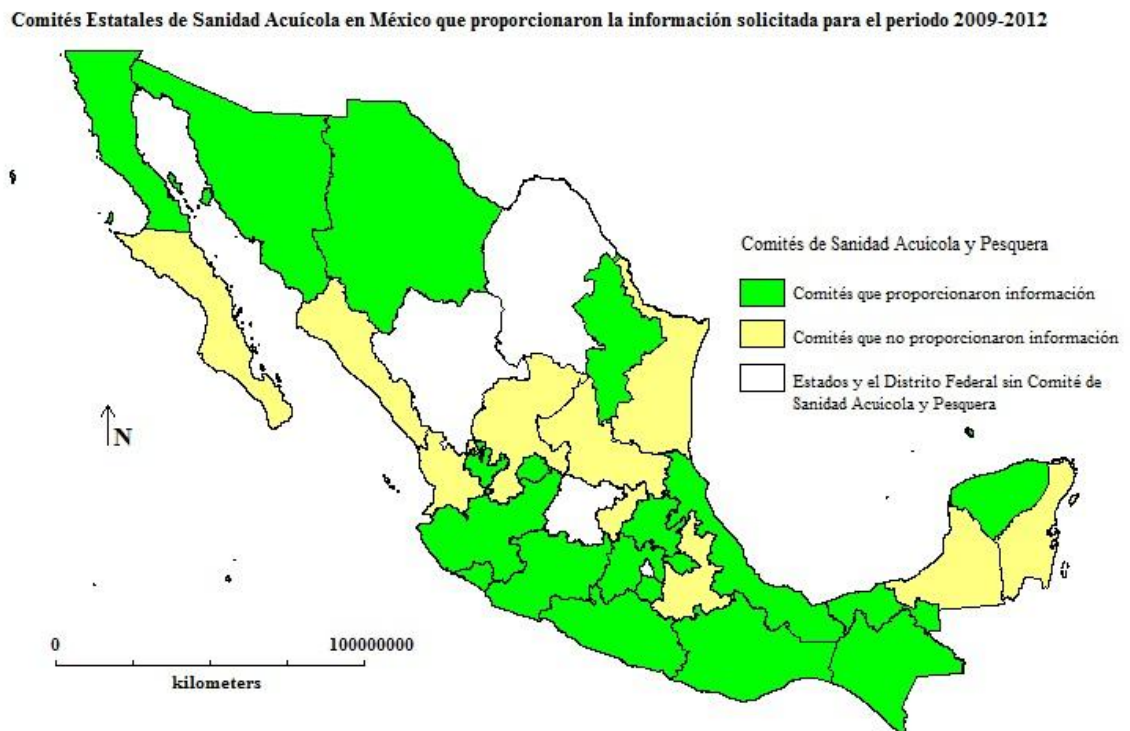 Comités Estatales de Sanidad Acuícola en México que proporcionaron la información solicitada para el periodo 2009-2012
Comités de Sanidad Acuícola y Pesquera
Comités que proporcionaron información
Comités que no proporcionaron información
Estados y el Distrito Federal sin Comité de
Sanidad Acuicola y Pesquera
N
0 100000000
kilometers